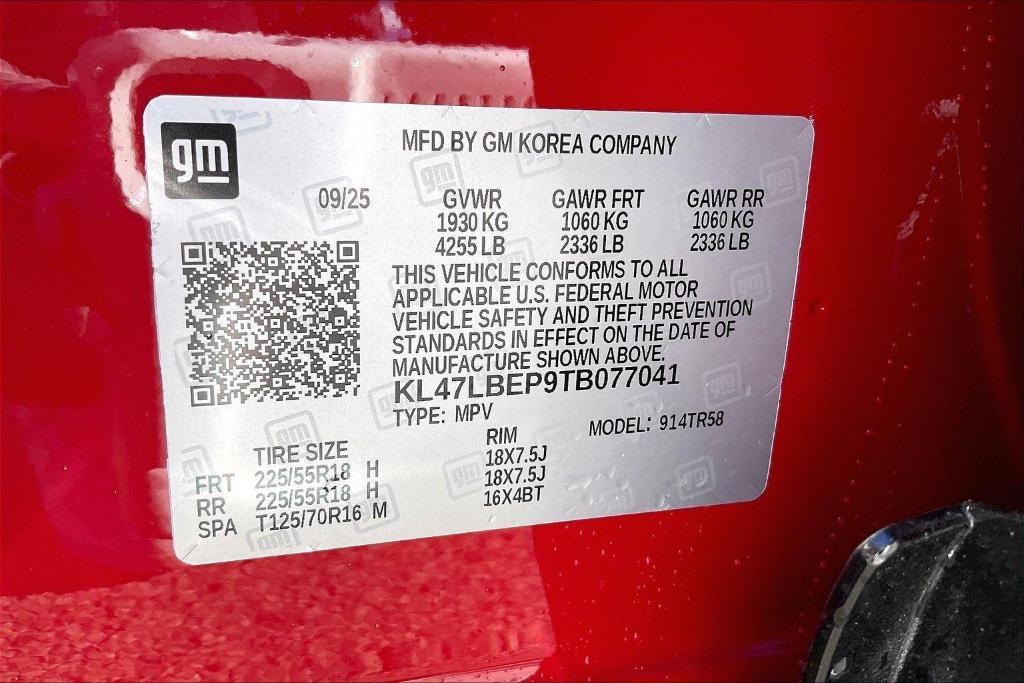 gm
MFD BY GM KOREA COMPANY
09/25 GVWR GAWR FRT GAWR RR
1930 KG 1060 KG 1060 KG
4255 LB 2336 LB 2336 LB
THIS VEHICLE CONFORMS TO ALL
APPLICABLE U.S. FEDERAL MOTOR
VEHICLE SAFETY AND THEFT PREVENTION
STANDARDS IN EFFECT ON THE DATE OF
MANUFACTURE SHOWN ABOVE.
KL47LBEP9TB077041
TYPE: MPV MODEL: 914TR58
TIRE SIZE RIM
FRT 225/55R18 H 18X7.5J
RR 225/55R18 H 18X7.5J
SPA T125/70R16 M 16X4BT